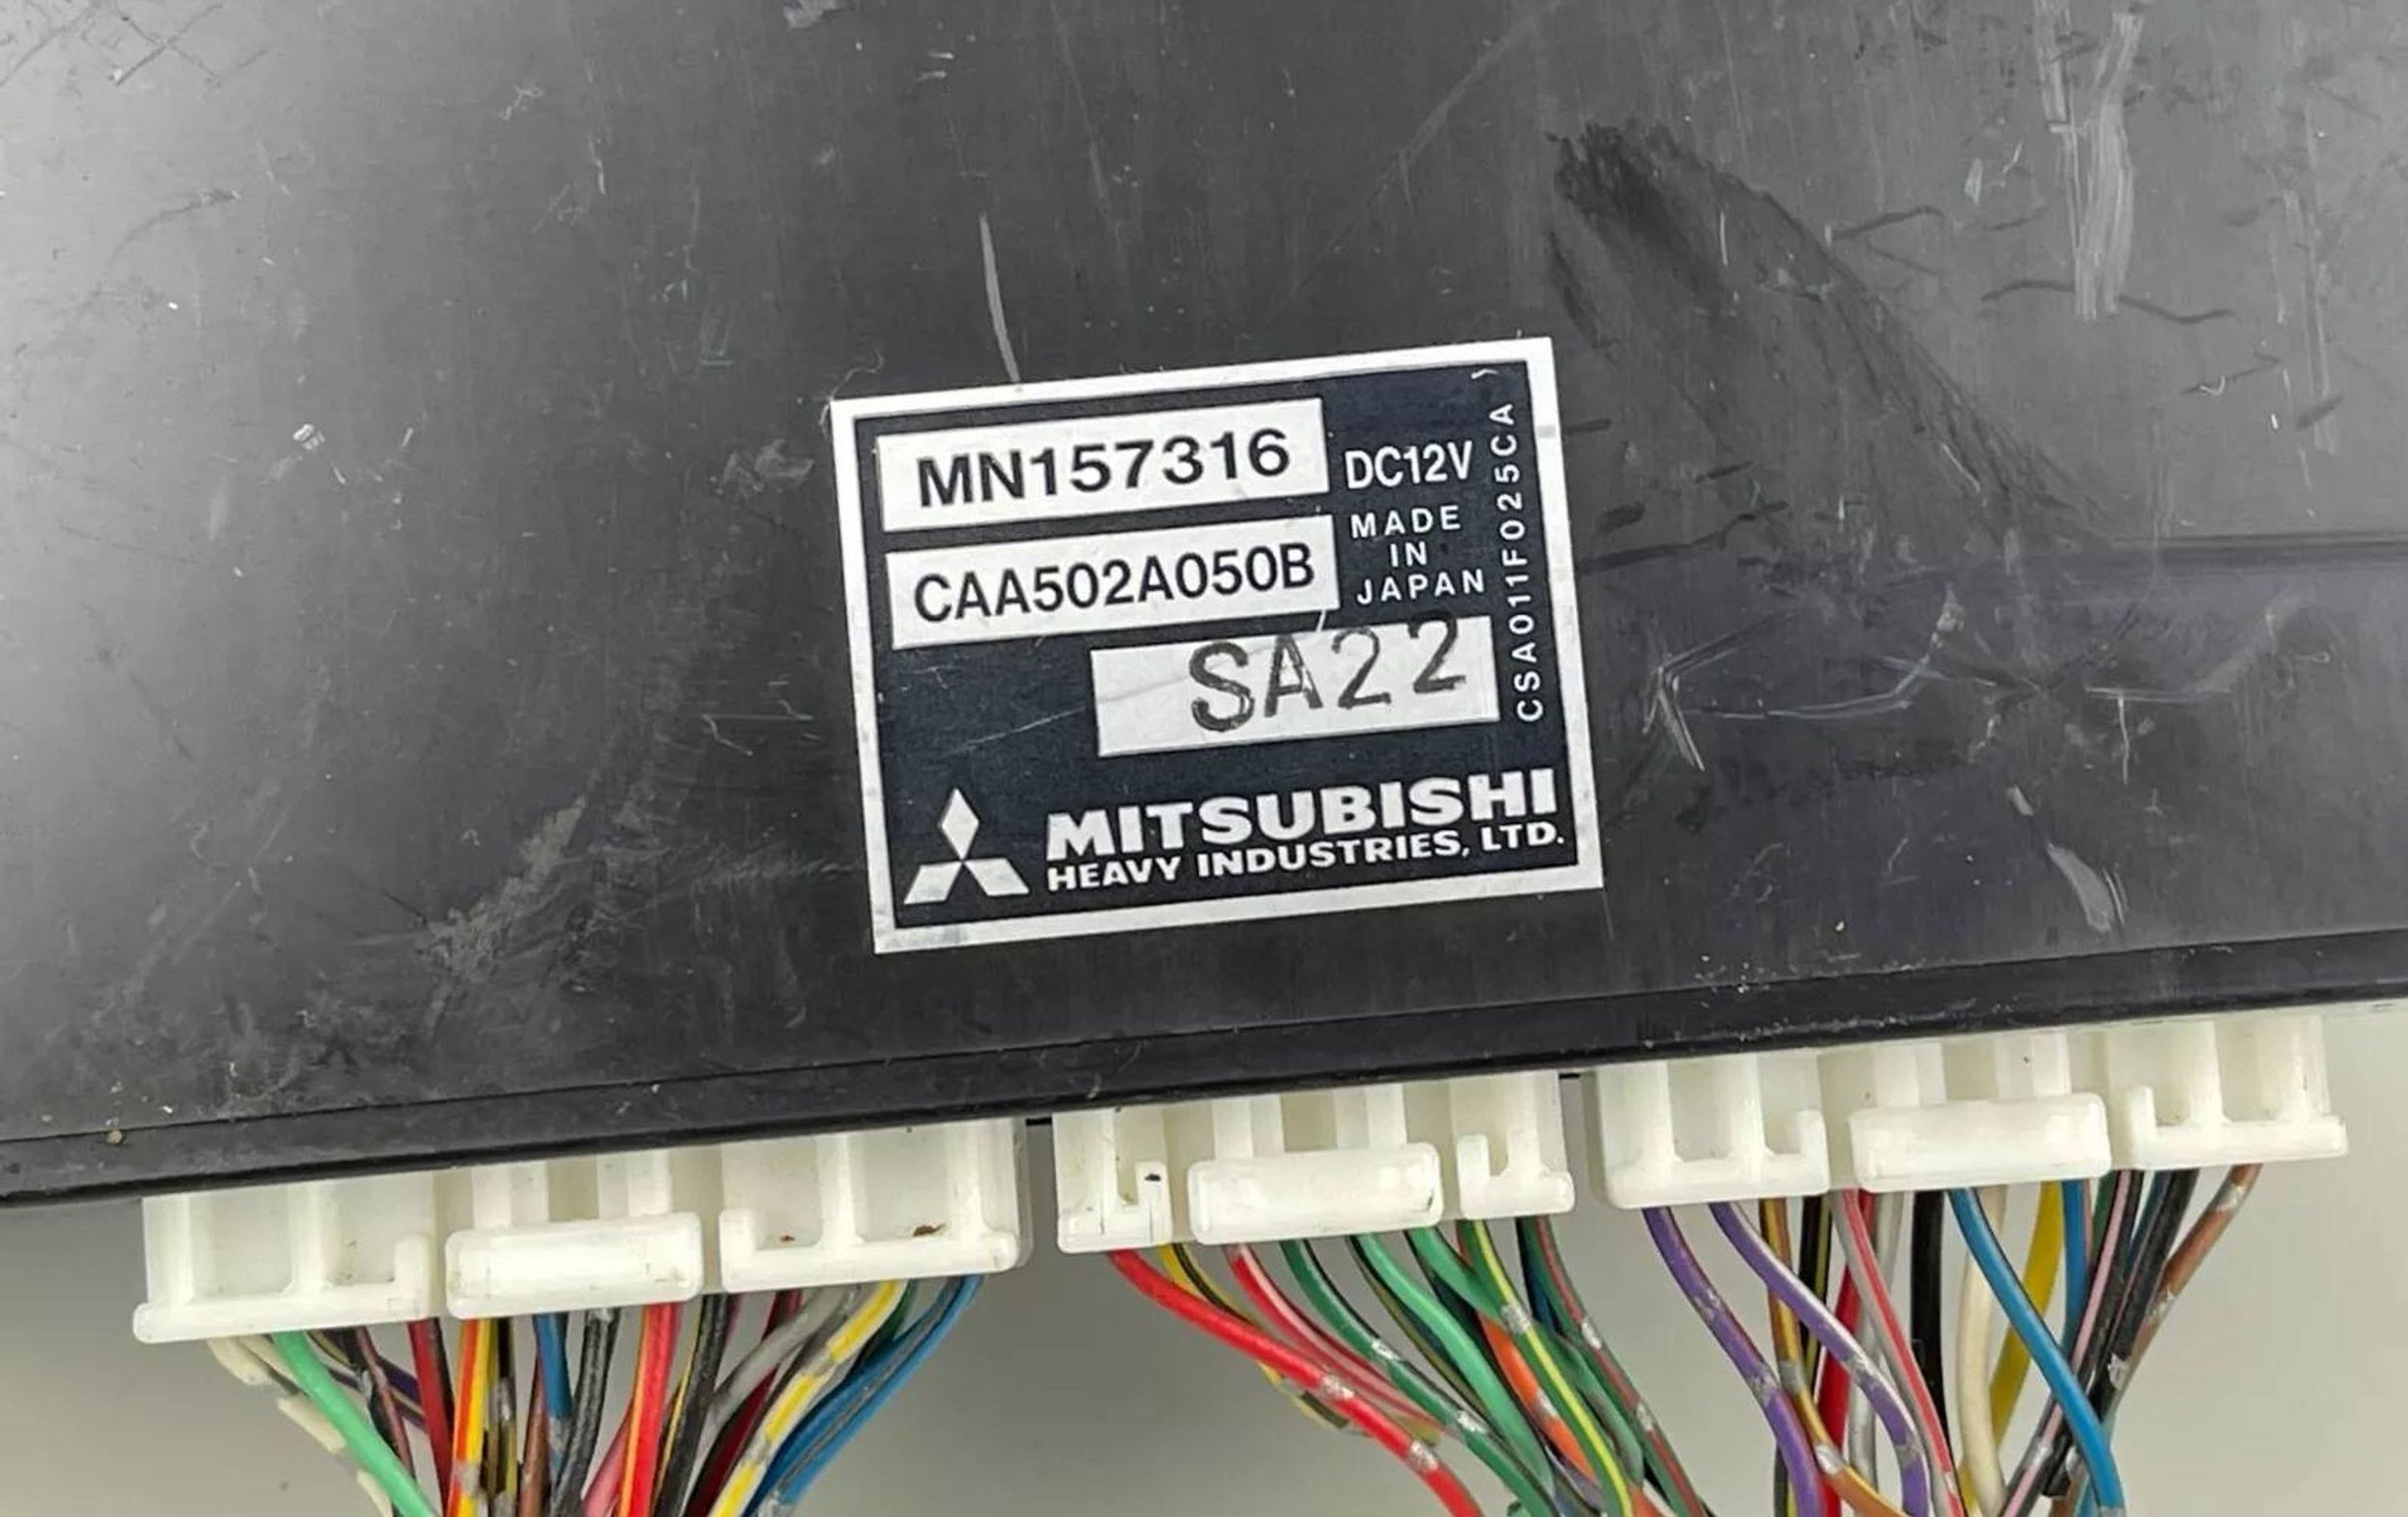 MN157316
DC12V
CAA502A050B
MADE
IN
JAPAN
SA22
CSA011F025CA
MITSUBISHI
HEAVY INDUSTRIES, LTD.